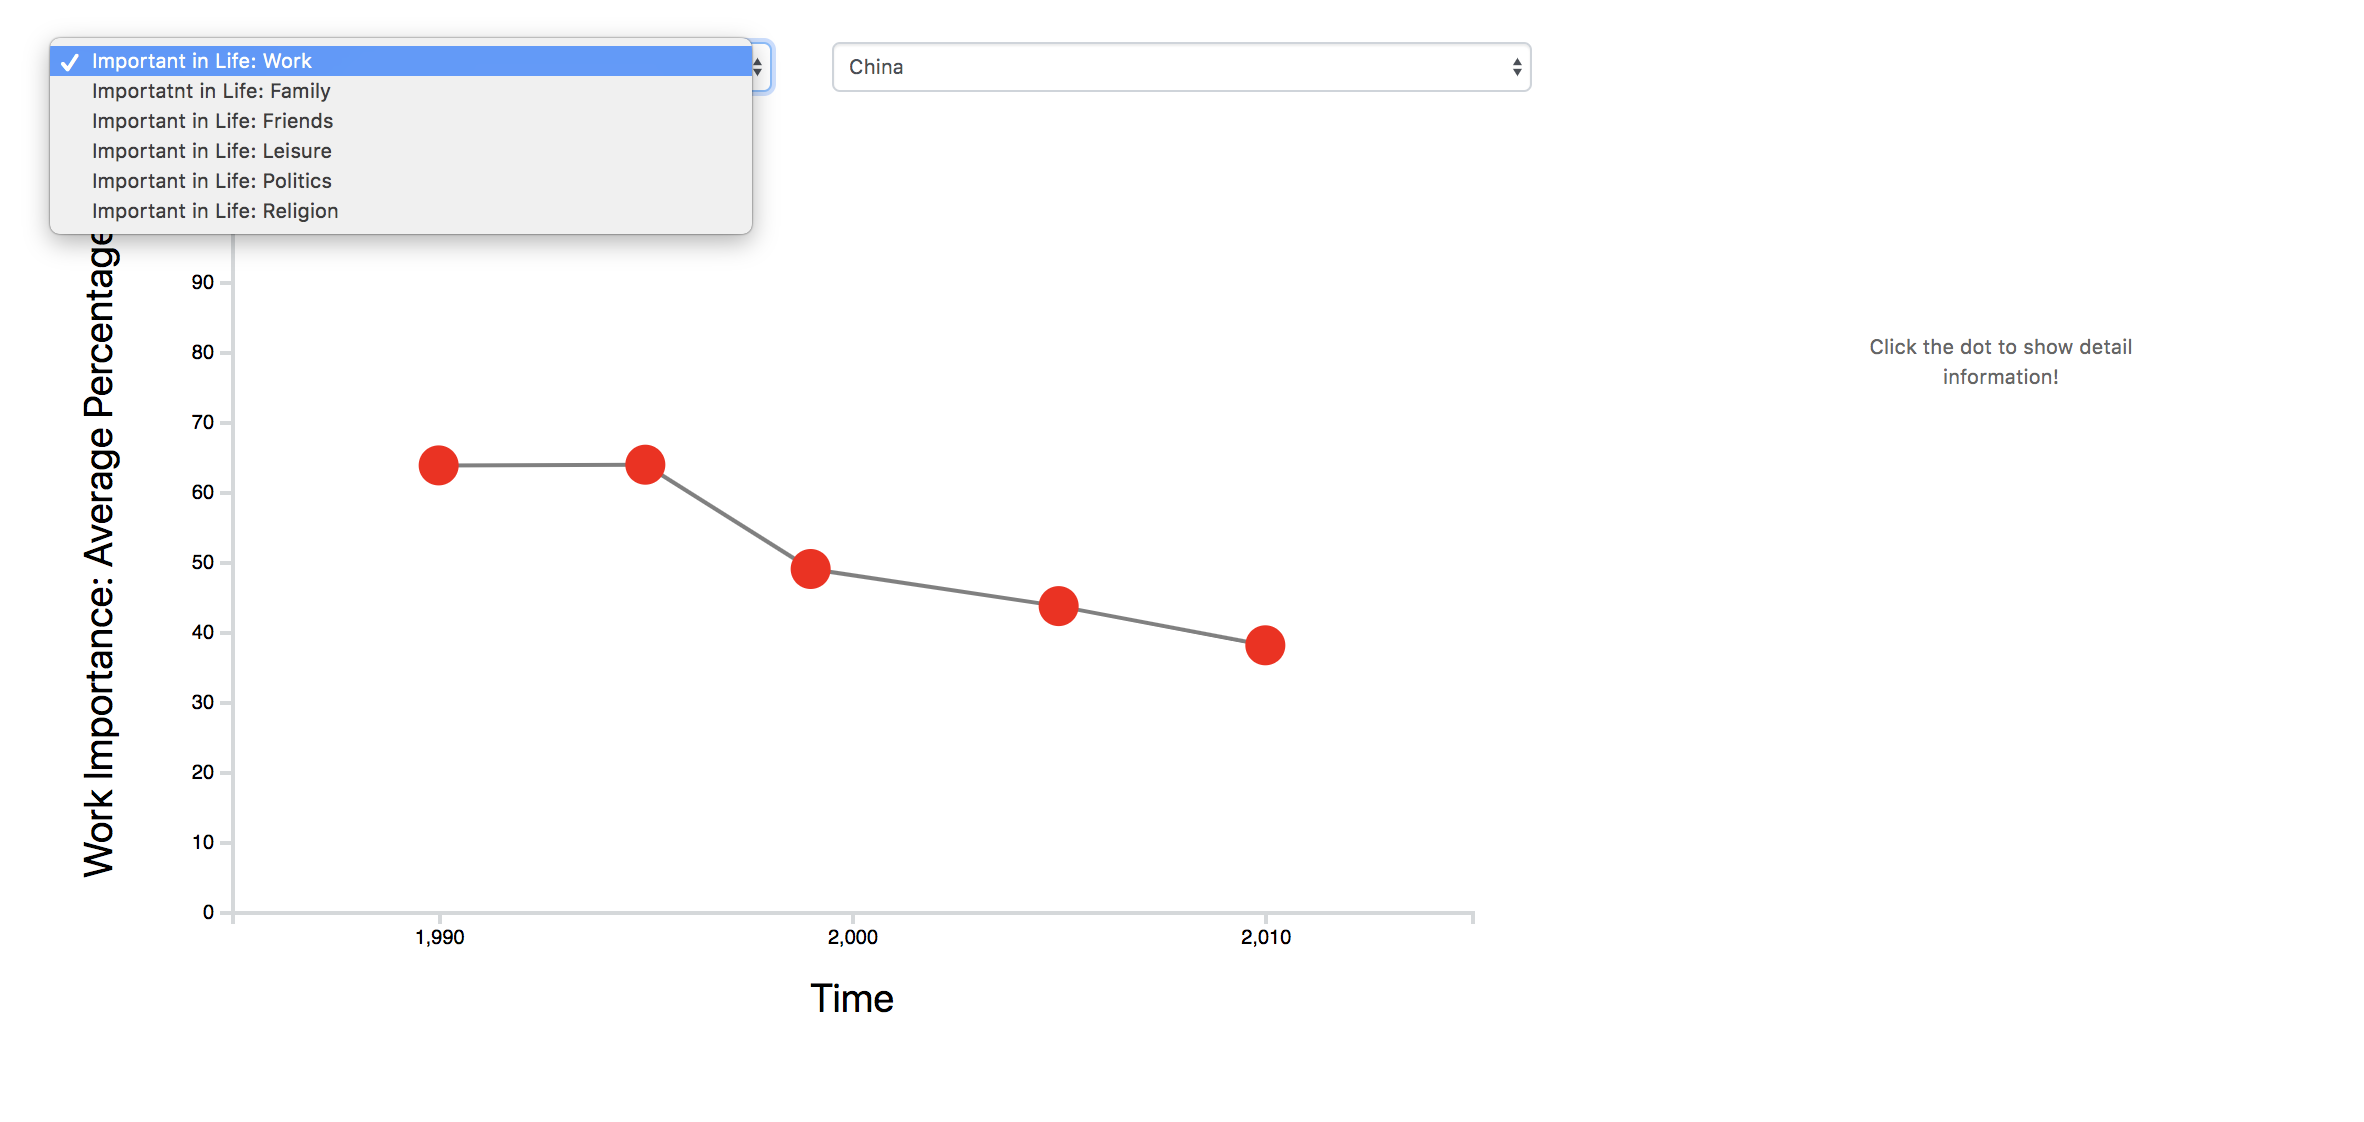 Important in Life: Work
Importatnt in Life: Family
Important in Life: Friends
Important in Life: Leisure
Important in Life: Politics
Important in Life: Religion
China
Work Importance: Average Percentage
90
80
70
60
50
40
30
20
10
0
1,990
2,000
2,010
Time
Click the dot to show detail
information!